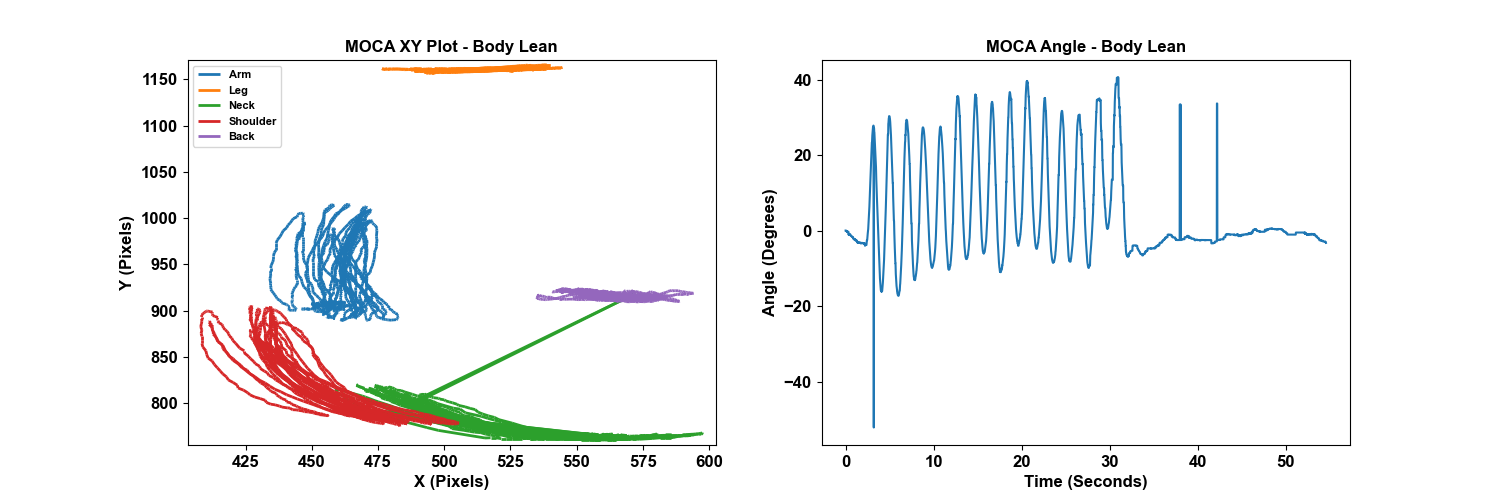 MOCA XY Plot - Body Lean
Arm
Leg
Neck
Shoulder
Back
1150
1100
1050
1000
950
900
850
800
Y (Pixels)
425 450 475 500 525 550 575 600
X (Pixels)
MOCA Angle - Body Lean
40
20
0
−20
−40
Angle (Degrees)
0 10 20 30 40 50
Time (Seconds)